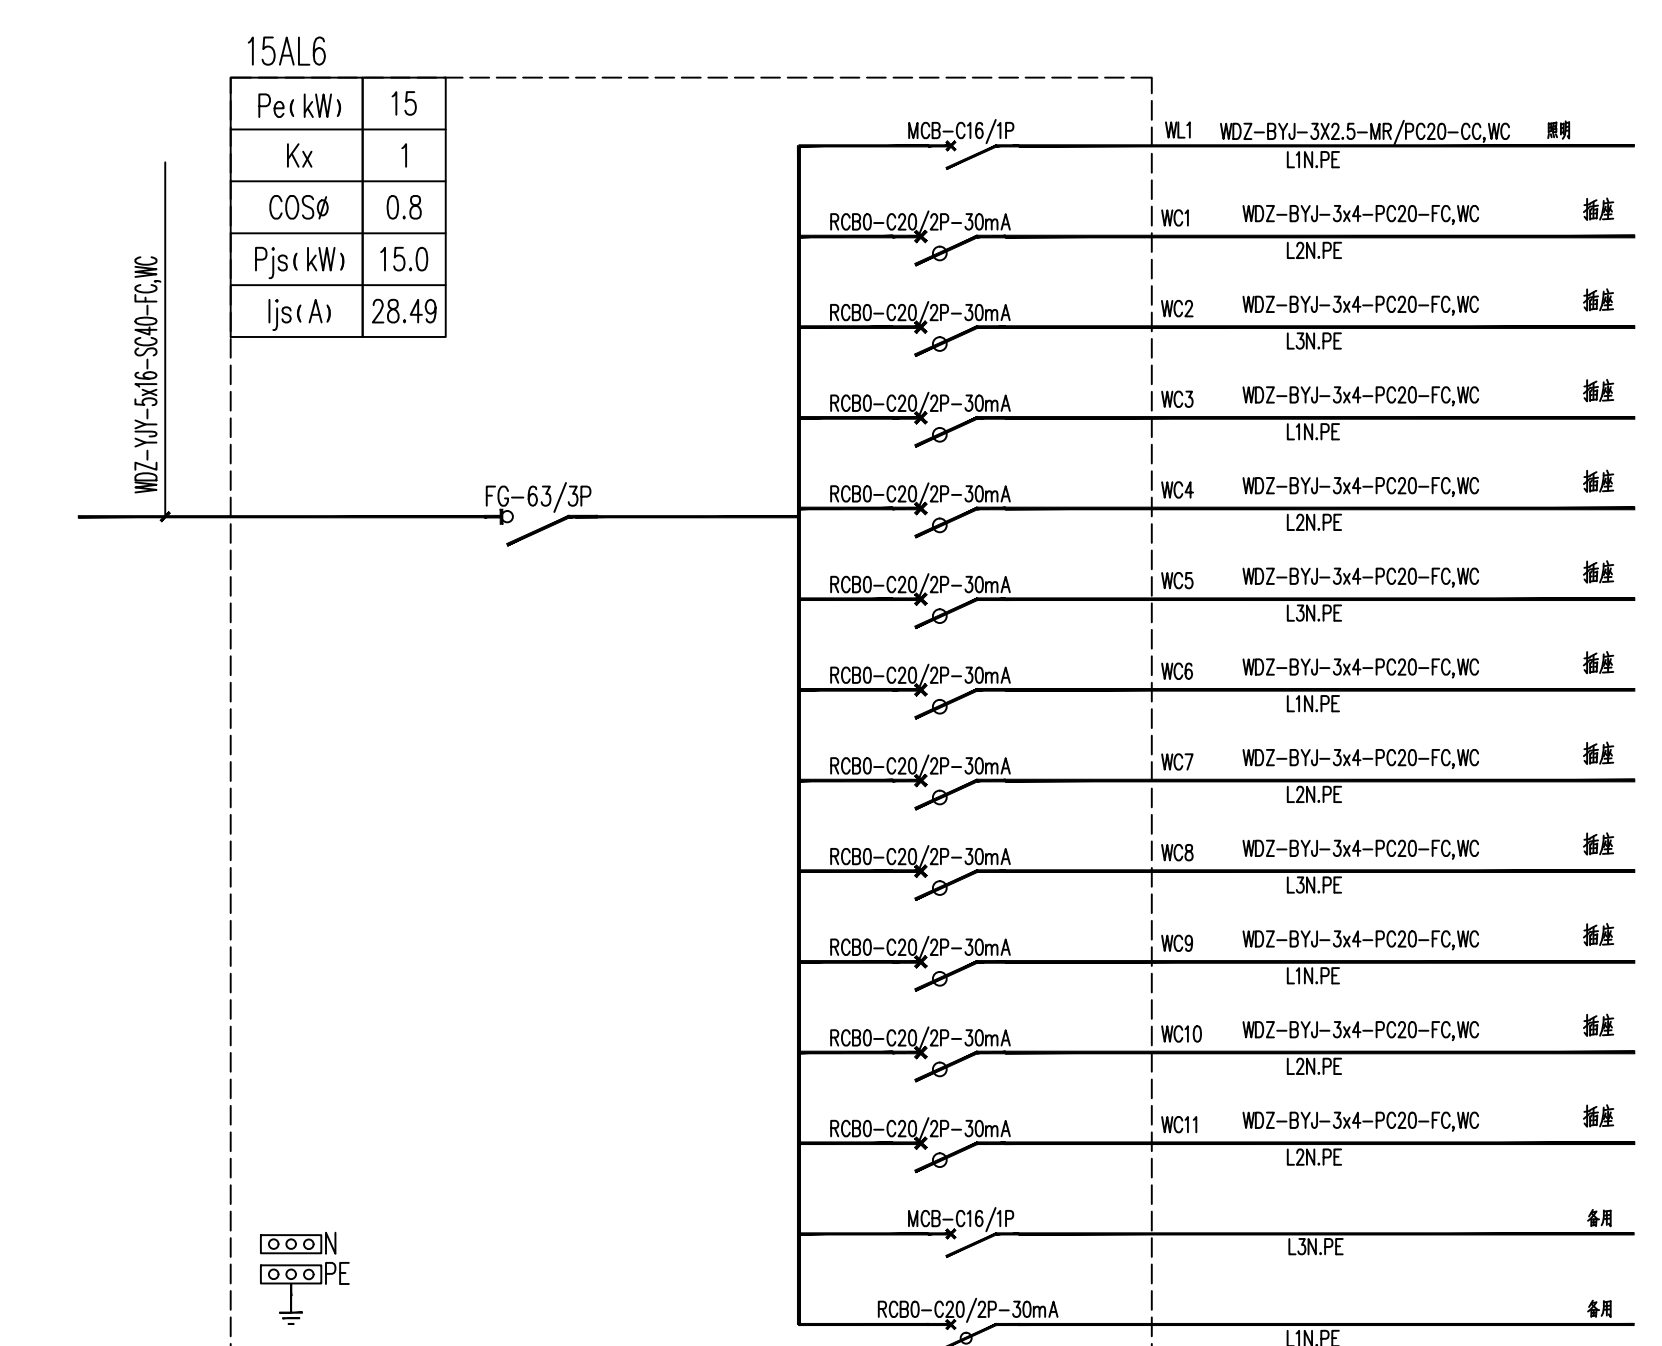 15AL6
Pe(kW) 15
Kx 1
COSø 0.8
Pjs(kW) 15.0
Ijs(A) 28.49
WDZ-YJY-5x16-SC40-FC,WC
FG-63/3P
MCB-C16/1P WL1 WDZ-BYJ-3X2.5-MR/PC20-CC,WC 照明
L1N.PE
RCBO-C20/2P-30mA WC1 WDZ-BYJ-3x4-PC20-FC,WC 插座
L2N.PE
RCBO-C20/2P-30mA WC2 WDZ-BYJ-3x4-PC20-FC,WC 插座
L3N.PE
RCBO-C20/2P-30mA WC3 WDZ-BYJ-3x4-PC20-FC,WC 插座
L1N.PE
RCBO-C20/2P-30mA WC4 WDZ-BYJ-3x4-PC20-FC,WC 插座
L2N.PE
RCBO-C20/2P-30mA WC5 WDZ-BYJ-3x4-PC20-FC,WC 插座
L3N.PE
RCBO-C20/2P-30mA WC6 WDZ-BYJ-3x4-PC20-FC,WC 插座
L1N.PE
RCBO-C20/2P-30mA WC7 WDZ-BYJ-3x4-PC20-FC,WC 插座
L2N.PE
RCBO-C20/2P-30mA WC8 WDZ-BYJ-3x4-PC20-FC,WC 插座
L3N.PE
RCBO-C20/2P-30mA WC9 WDZ-BYJ-3x4-PC20-FC,WC 插座
L1N.PE
RCBO-C20/2P-30mA WC10 WDZ-BYJ-3x4-PC20-FC,WC 插座
L2N.PE
RCBO-C20/2P-30mA WC11 WDZ-BYJ-3x4-PC20-FC,WC 插座
L2N.PE
MCB-C16/1P 备用
L3N.PE
RCBO-C20/2P-30mA 备用
L1N.PE
N
PE